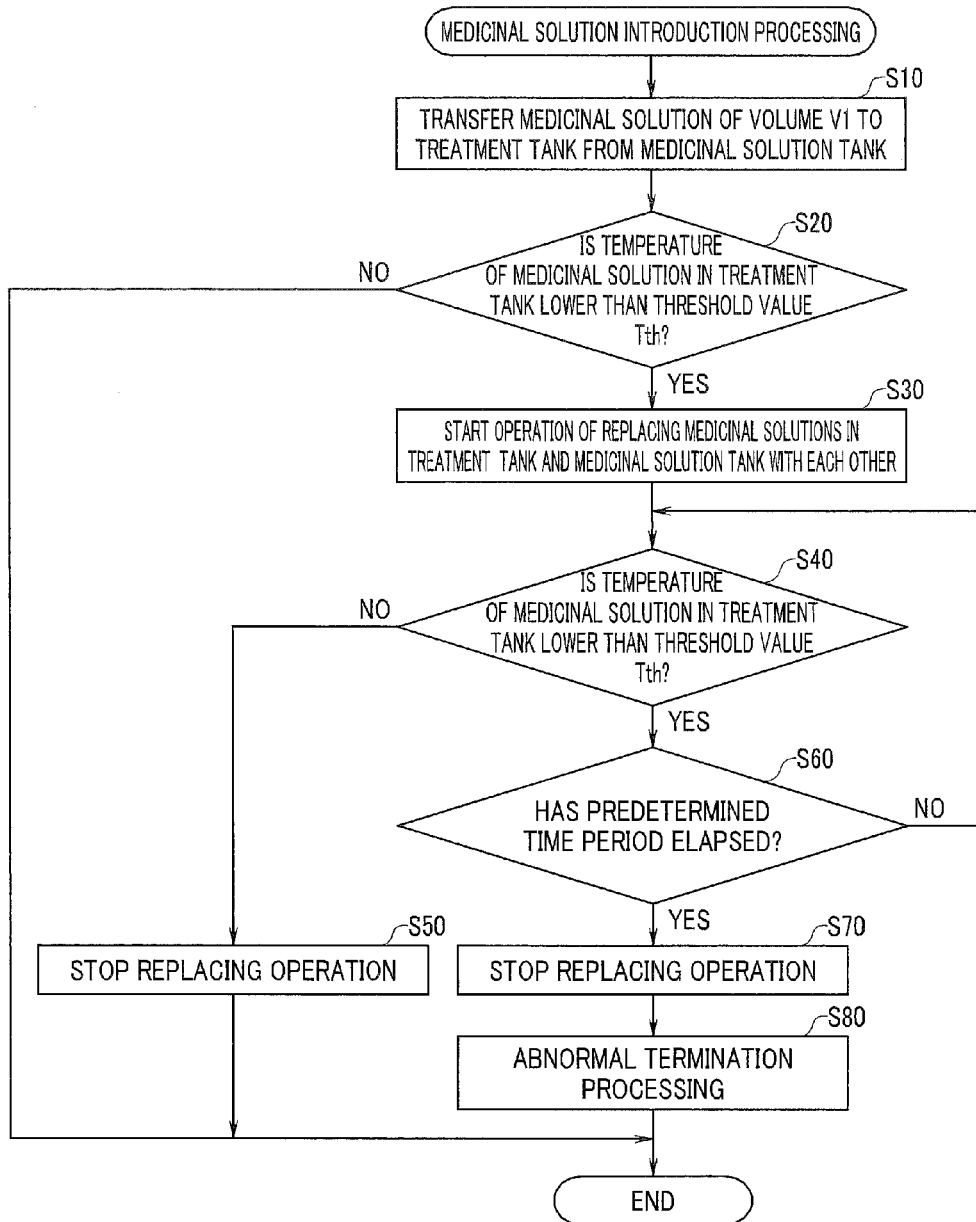 MEDICINAL SOLUTION INTRODUCTION PROCESSING
S10
TRANSFER MEDICINAL SOLUTION OF VOLUME V1 TO
TREATMENT TANK FROM MEDICINAL SOLUTION TANK
S20
IS TEMPERATURE
OF MEDICINAL SOLUTION IN TREATMENT
TANK LOWER THAN THRESHOLD VALUE
Tth?
NO
YES
S30
START OPERATION OF REPLACING MEDICINAL SOLUTIONS IN
TREATMENT TANK AND MEDICINAL SOLUTION TANK WITH EACH OTHER
S40
IS TEMPERATURE
OF MEDICINAL SOLUTION IN TREATMENT
TANK LOWER THAN THRESHOLD VALUE
Tth?
NO
YES
S60
HAS PREDETERMINED
TIME PERIOD ELAPSED?
NO
YES
S50
STOP REPLACING OPERATION
S70
STOP REPLACING OPERATION
S80
ABNORMAL TERMINATION
PROCESSING
END